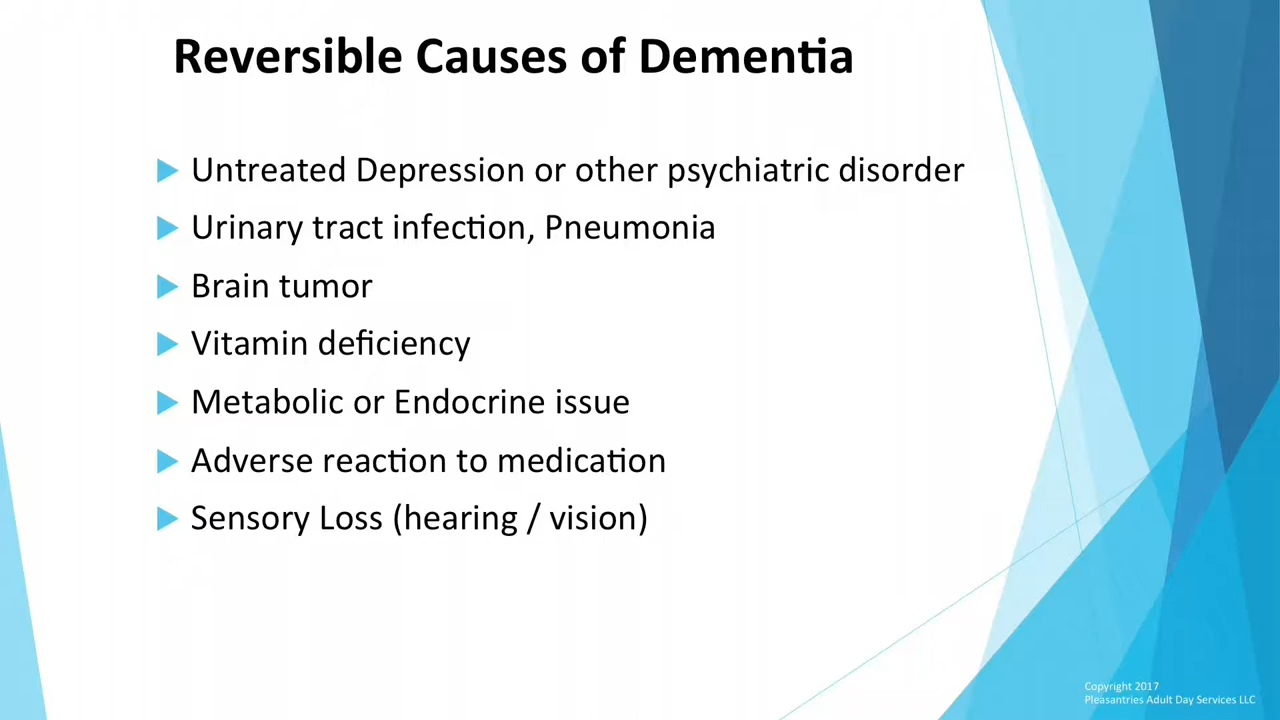 Reversible Causes of Dementia
Untreated Depression or other psychiatric disorder
Urinary tract infection, Pneumonia
Brain tumor
Vitamin deficiency
Metabolic or Endocrine issue
Adverse reaction to medication
Sensory Loss (hearing / vision)
Copyright 2017
Pleasantries Adult Day Services LLC